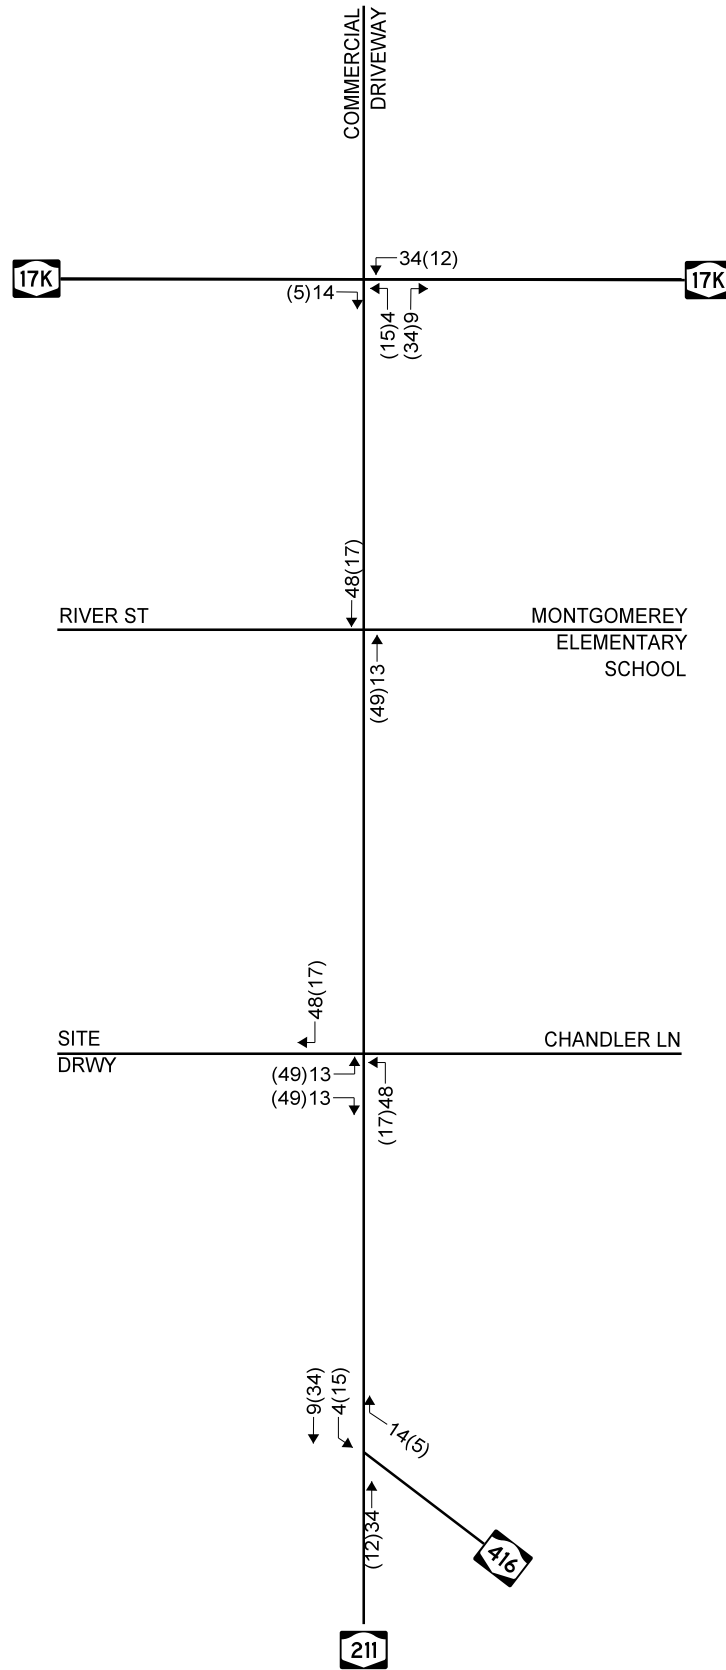 COMMERCIAL
DRIVEWAY
17K
34(12)
17K
(5)14
(15)4
(34)9
48(17)
RIVER ST
MONTGOMEREY
ELEMENTARY
SCHOOL
(49)13
48(17)
SITE
DRWY
CHANDLER LN
(49)13
(49)13
(17)48
9(34)
4(15)
14(5)
(12)34
416
211